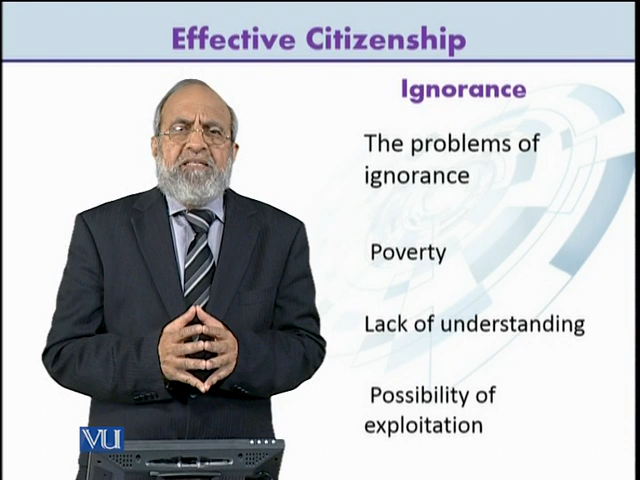 Effective Citizenship
Ignorance
The problems of
ignorance
Poverty
Lack of understanding
Possibility of
exploitation
VU